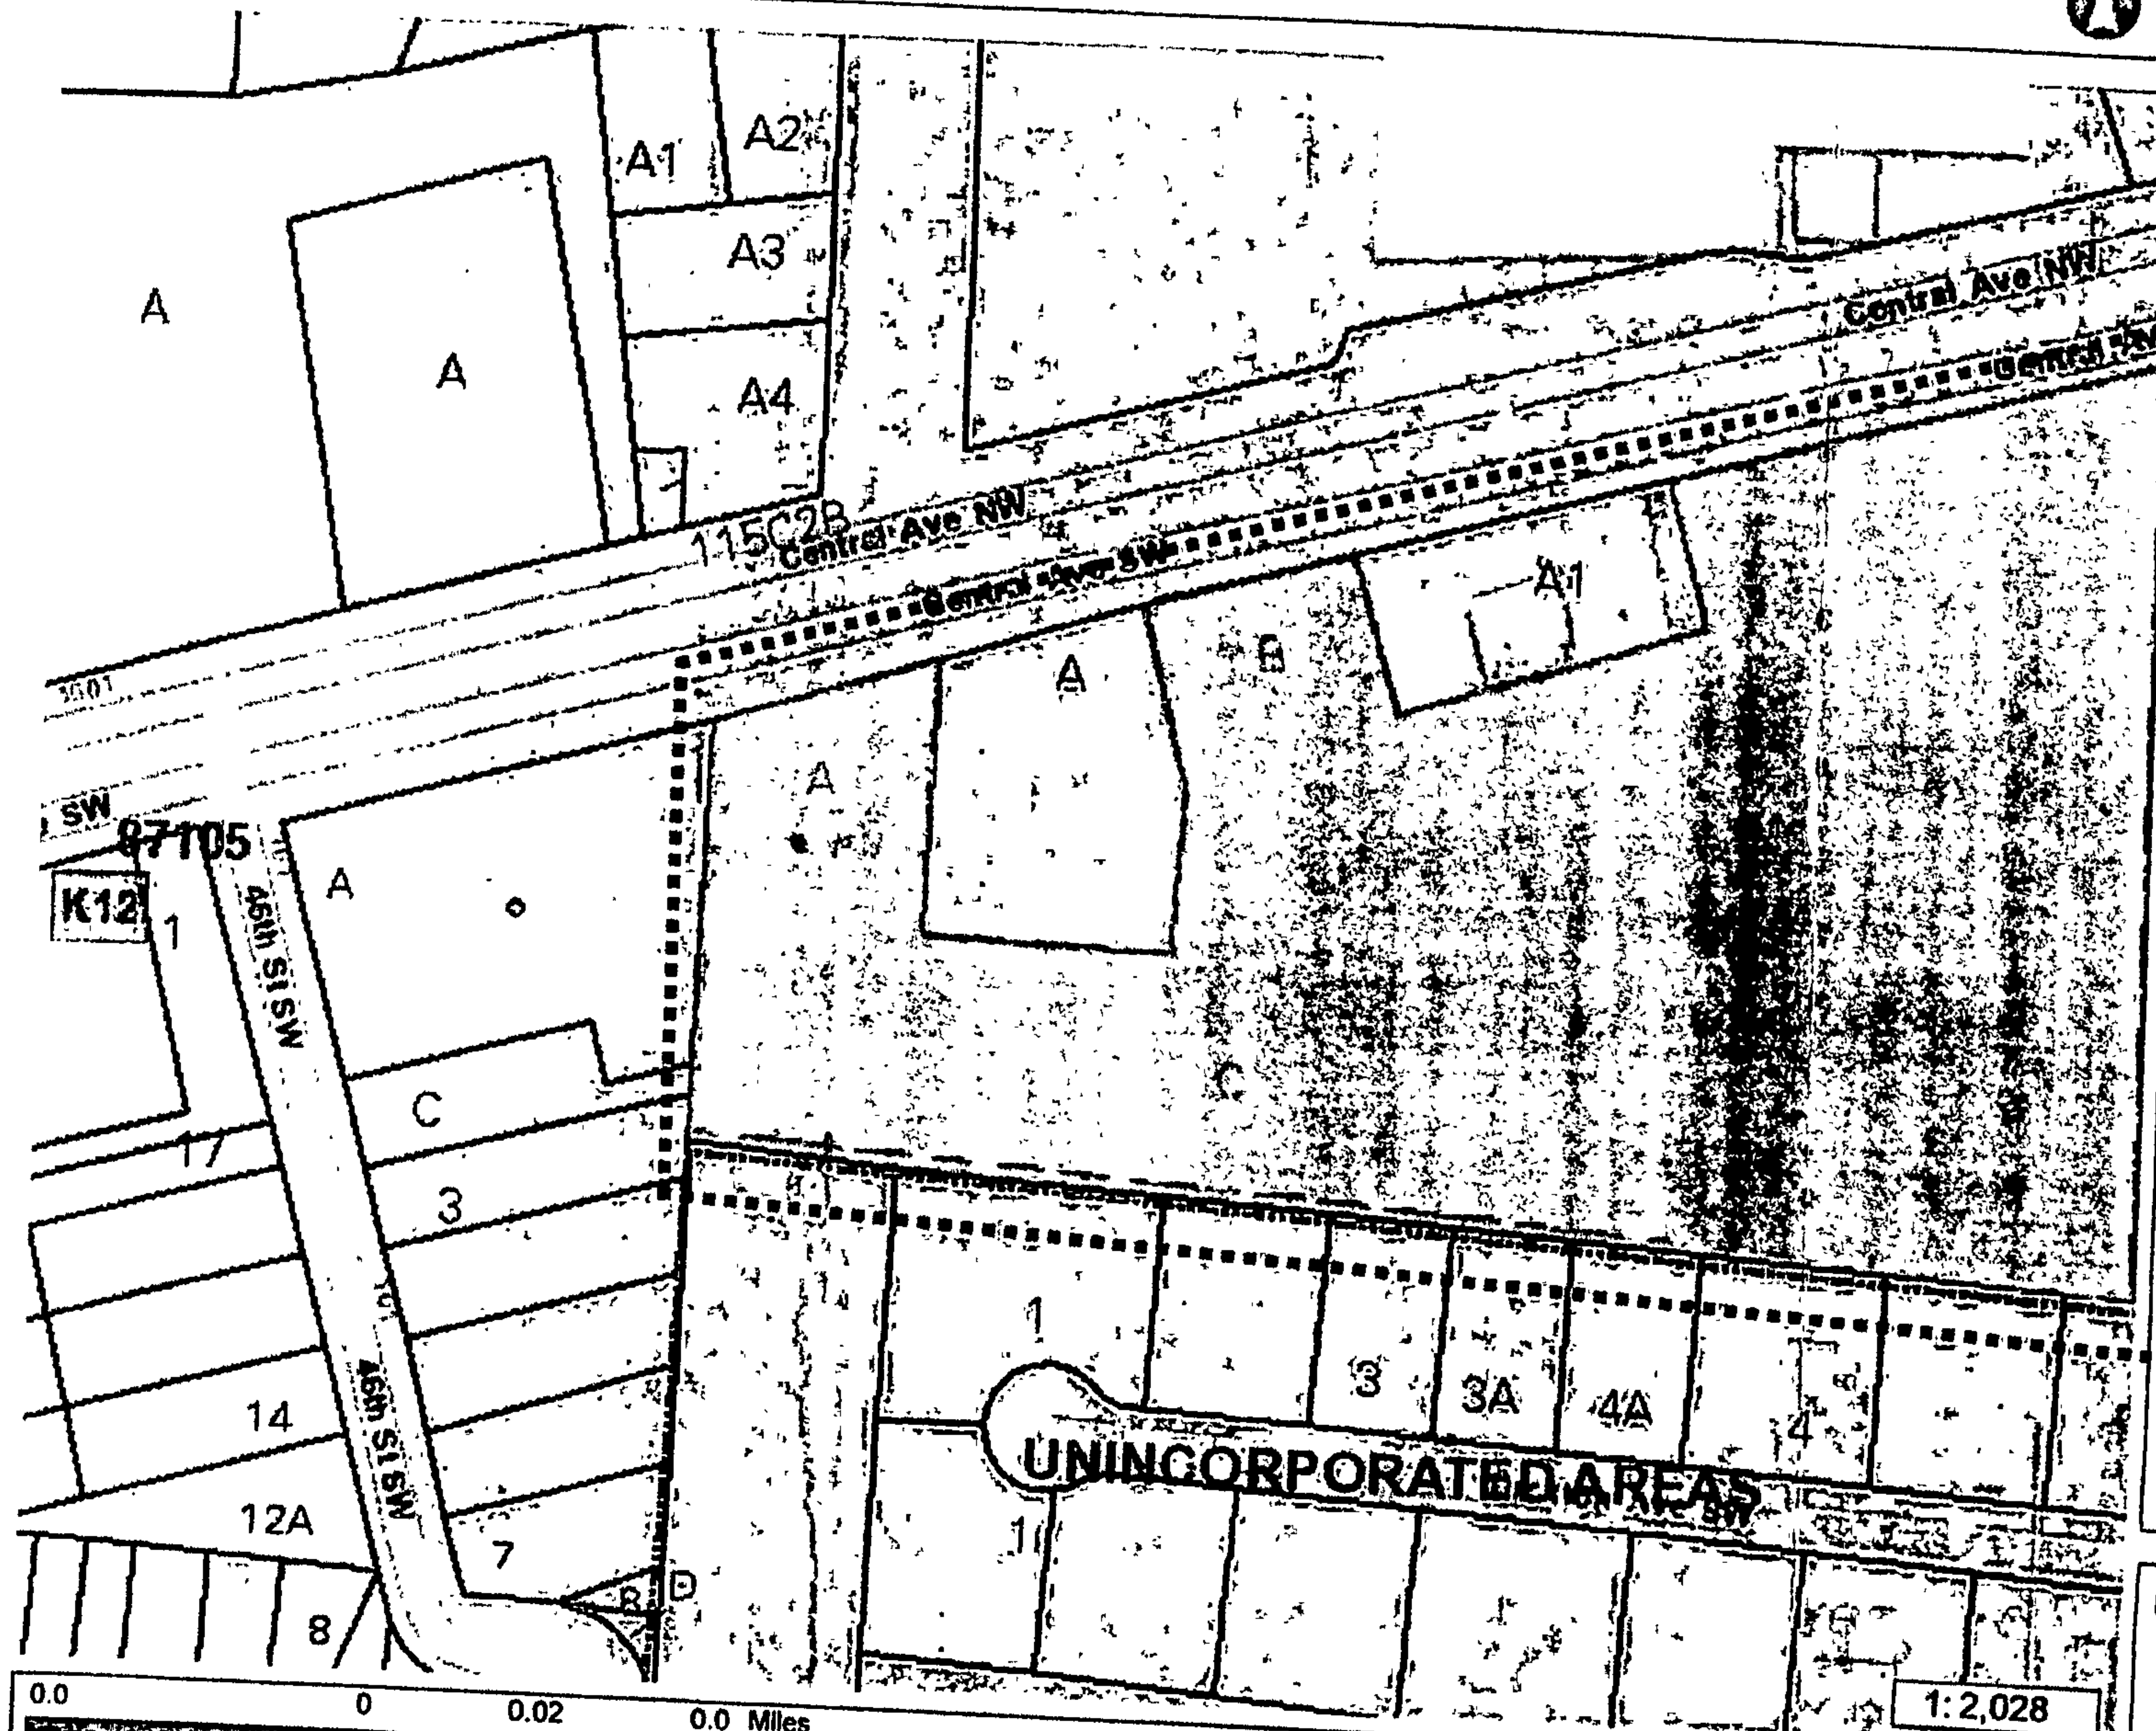 A1
A2
A3
A
A
A4
Central Ave NW
115C2B
Central Ave NW
Central Ave SW
A1
A
B
A
SW
87105
K12
1
A
46th St SW
C
C
17
3
1
3
3A
4A
4
14
46th St SW
UNINCORPORATED AREAS
SW
12A
7
D
1
8
0.0
0
0.02
0.0 Miles
1: 2,028